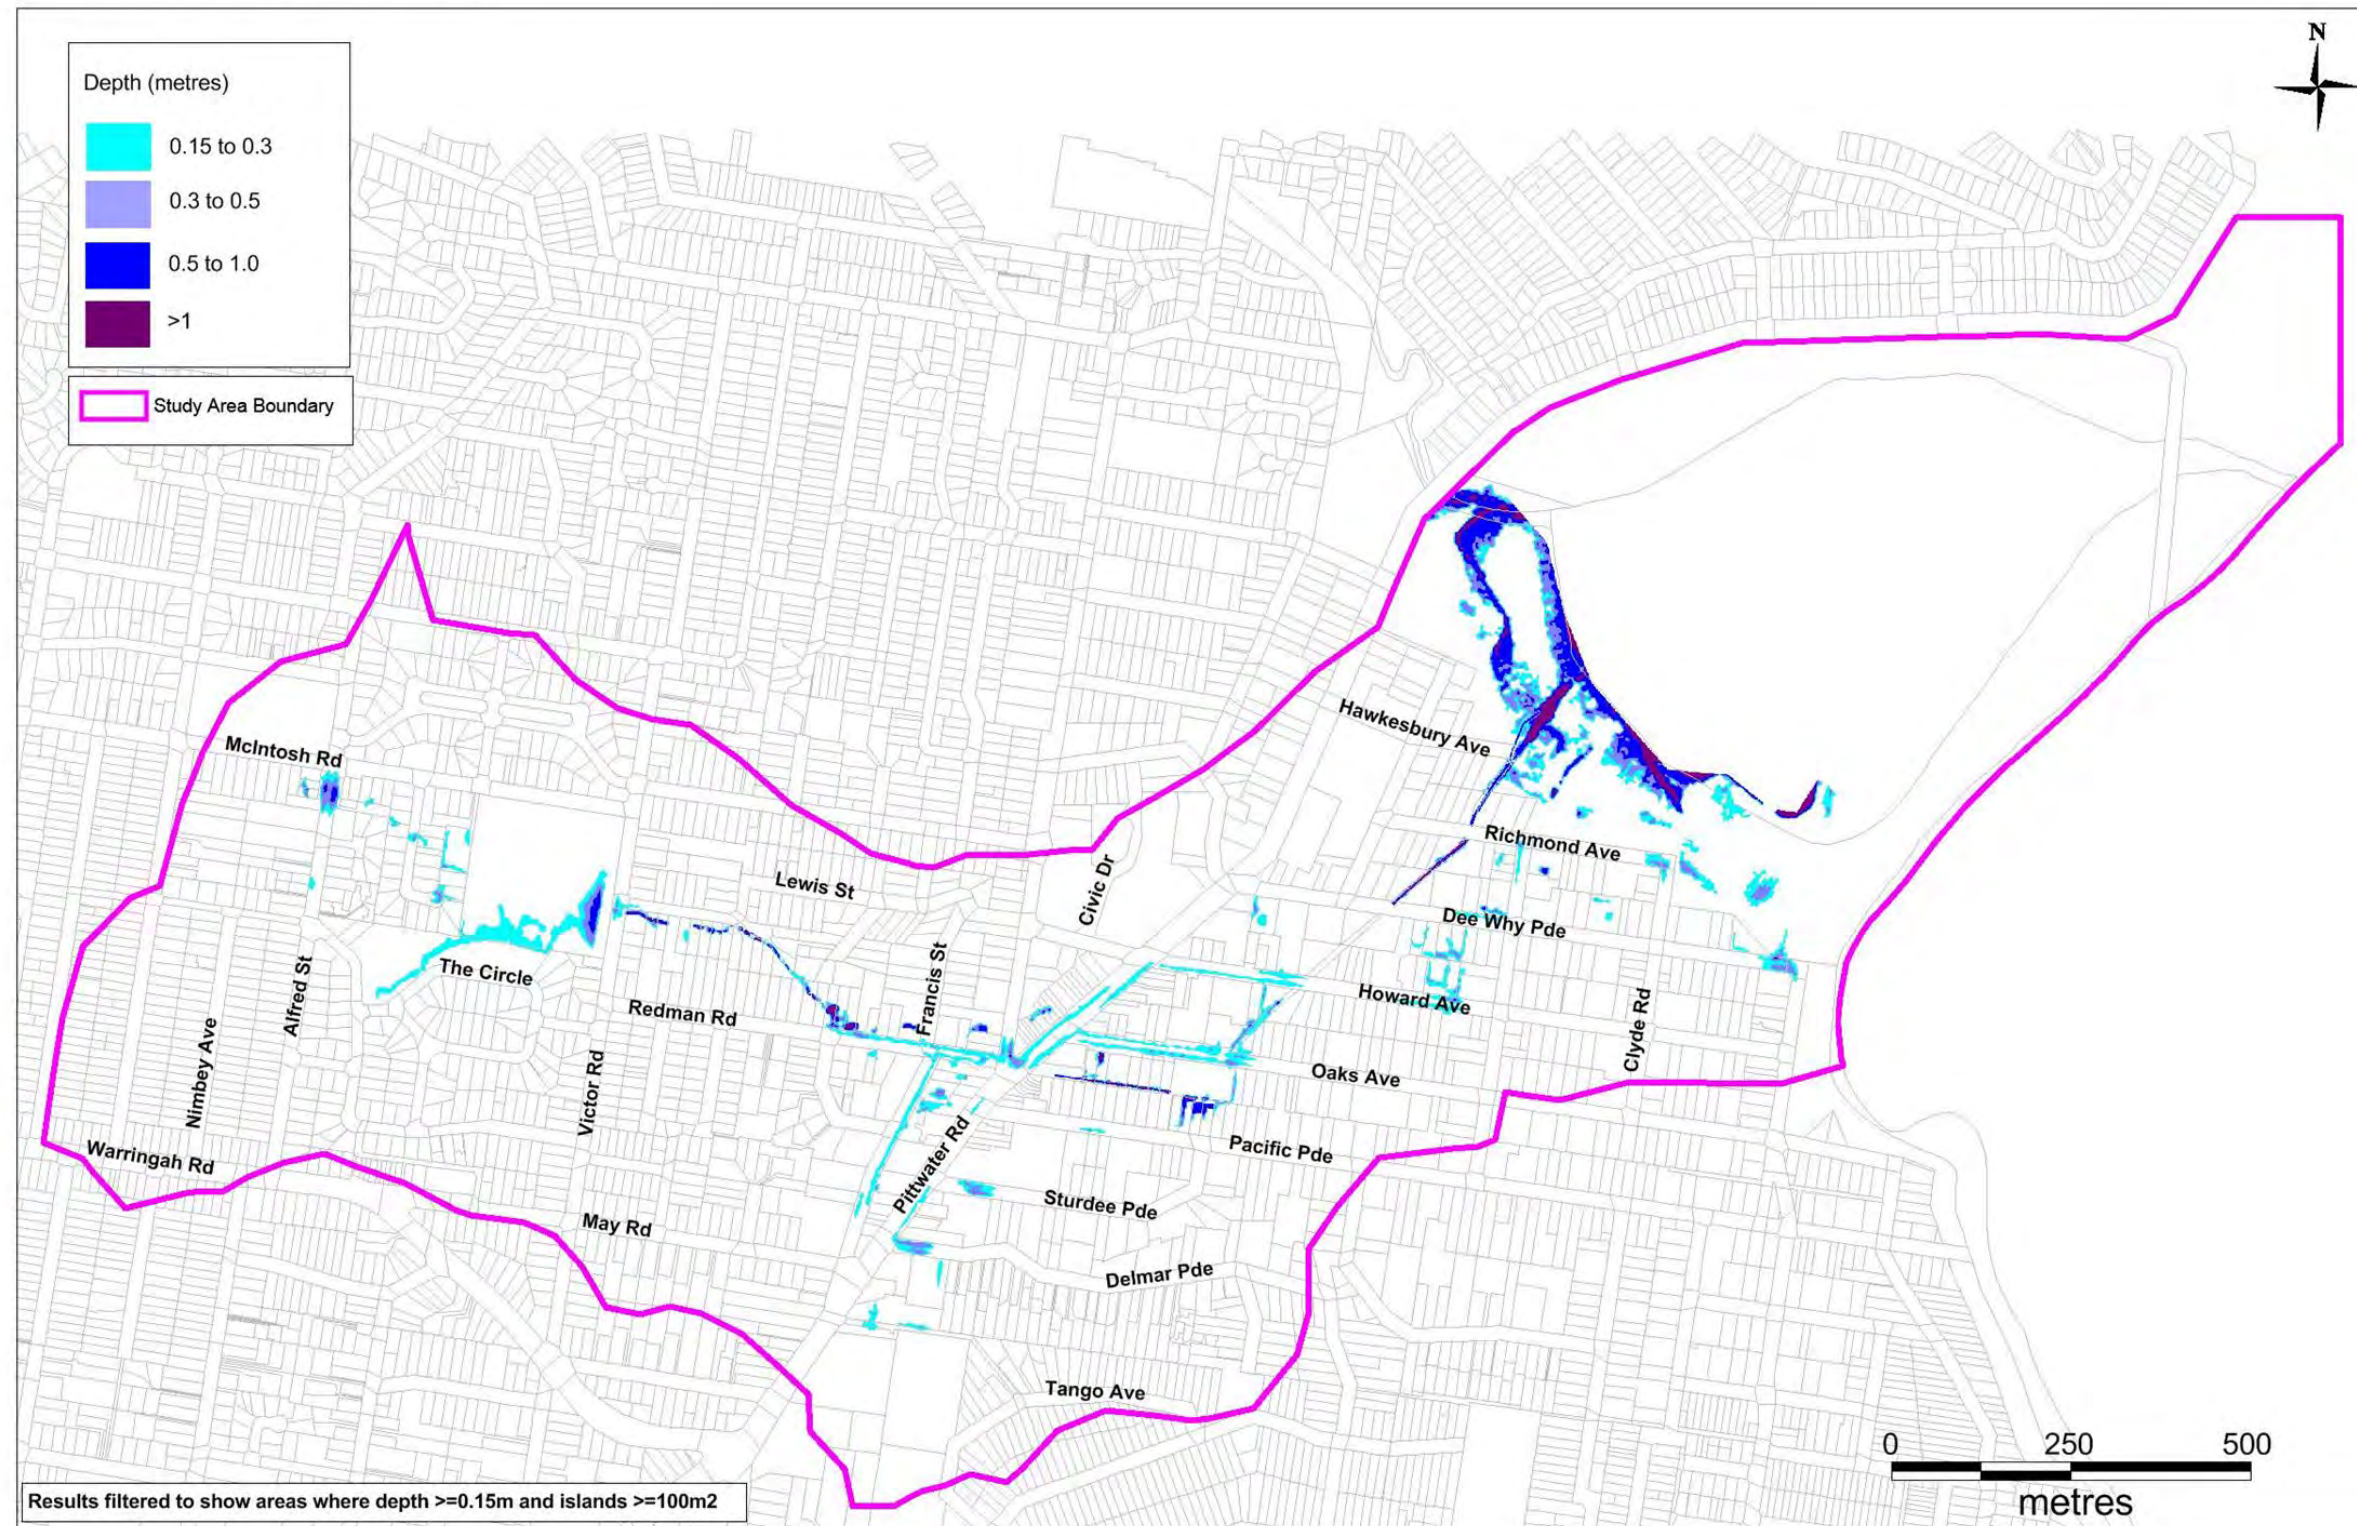 N
Depth (metres)
0.15 to 0.3
0.3 to 0.5
0.5 to 1.0
>1
Study Area Boundary
Hawkesbury Ave
McIntosh Rd
Richmond Ave
Lewis St
Civic Dr
Dee Why Pde
The Circle
Francis St
Alfred St
Howard Ave
Redman Rd
Clyde Rd
Nimbey Ave
Victor Rd
Oaks Ave
Pittwater Rd
Pacific Pde
Warringah Rd
Sturdee Pde
May Rd
Delmar Pde
Tango Ave
0 250 500
metres
Results filtered to show areas where depth >=0.15m and islands >=100m2